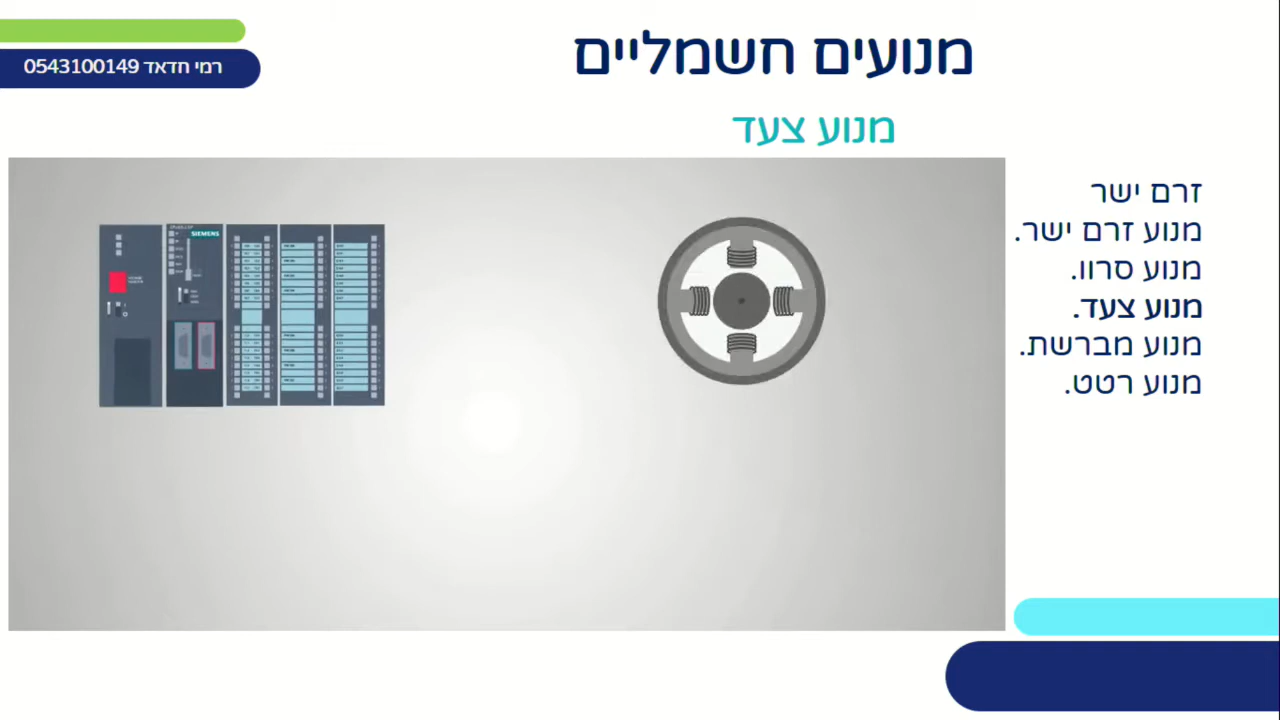 מנועים חשמליים
רמי חדאד 0543100149
מנוע צעד
זרם ישר
מנוע זרם ישר.
מנוע סרוו.
מנוע צעד.
מנוע מברשת.
מנוע רטט.
SIEMENS